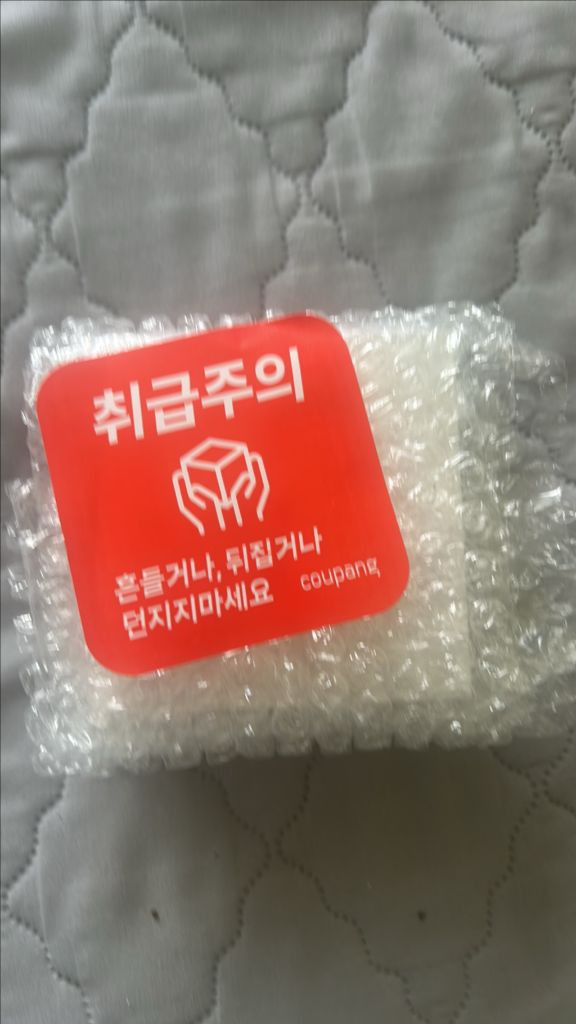 취급주의
흔들거나, 뒤집거나
던지지마세요
coupang